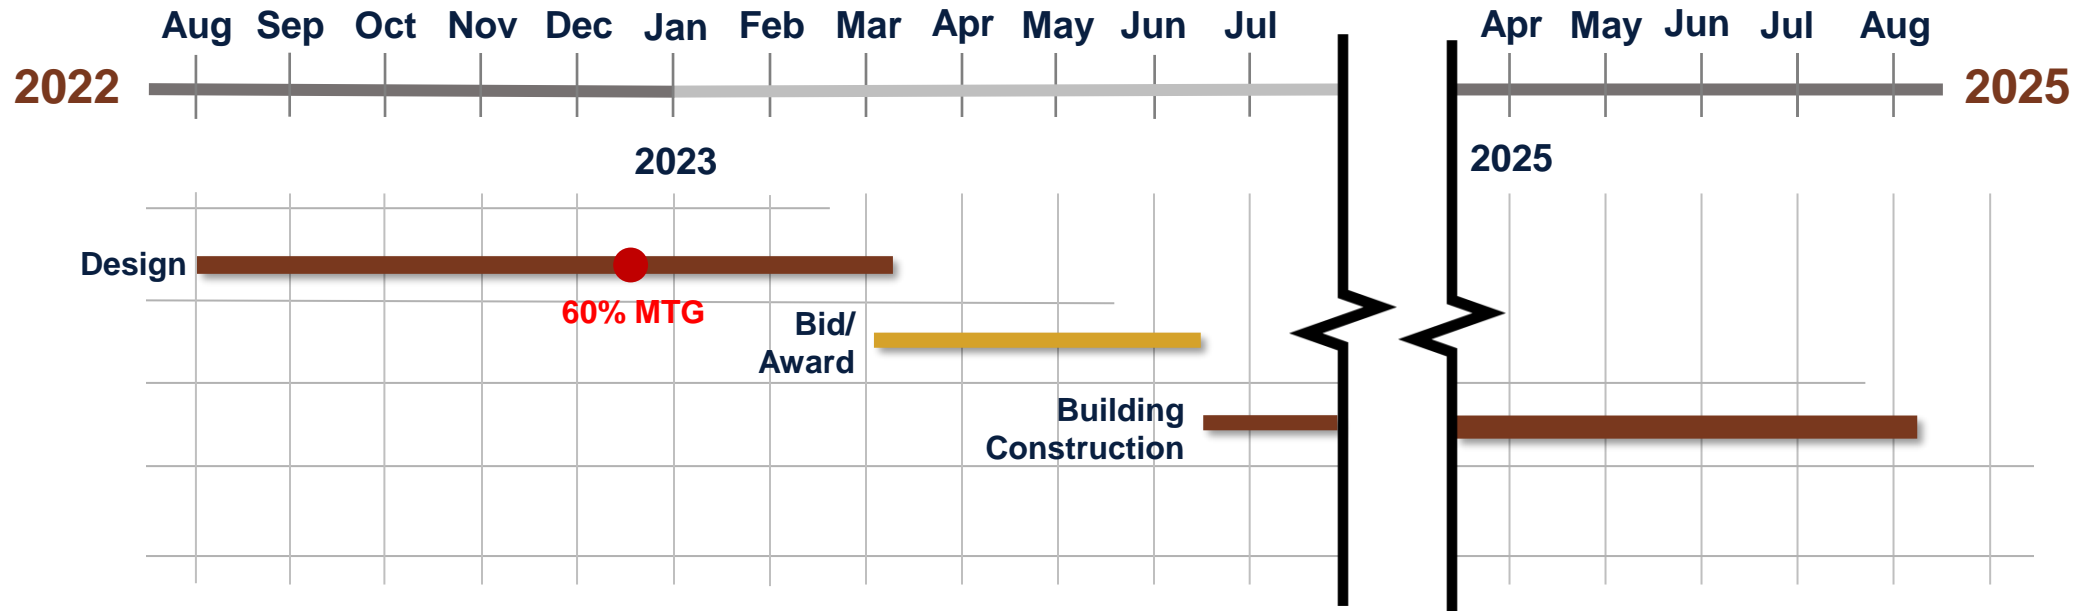 Aug Sep Oct Nov Dec Jan Feb Mar Apr May Jun Jul Apr May Jun Jul Aug
2022 2025
2023 2025
Design
60% MTG
Bid/
Award
Building
Construction